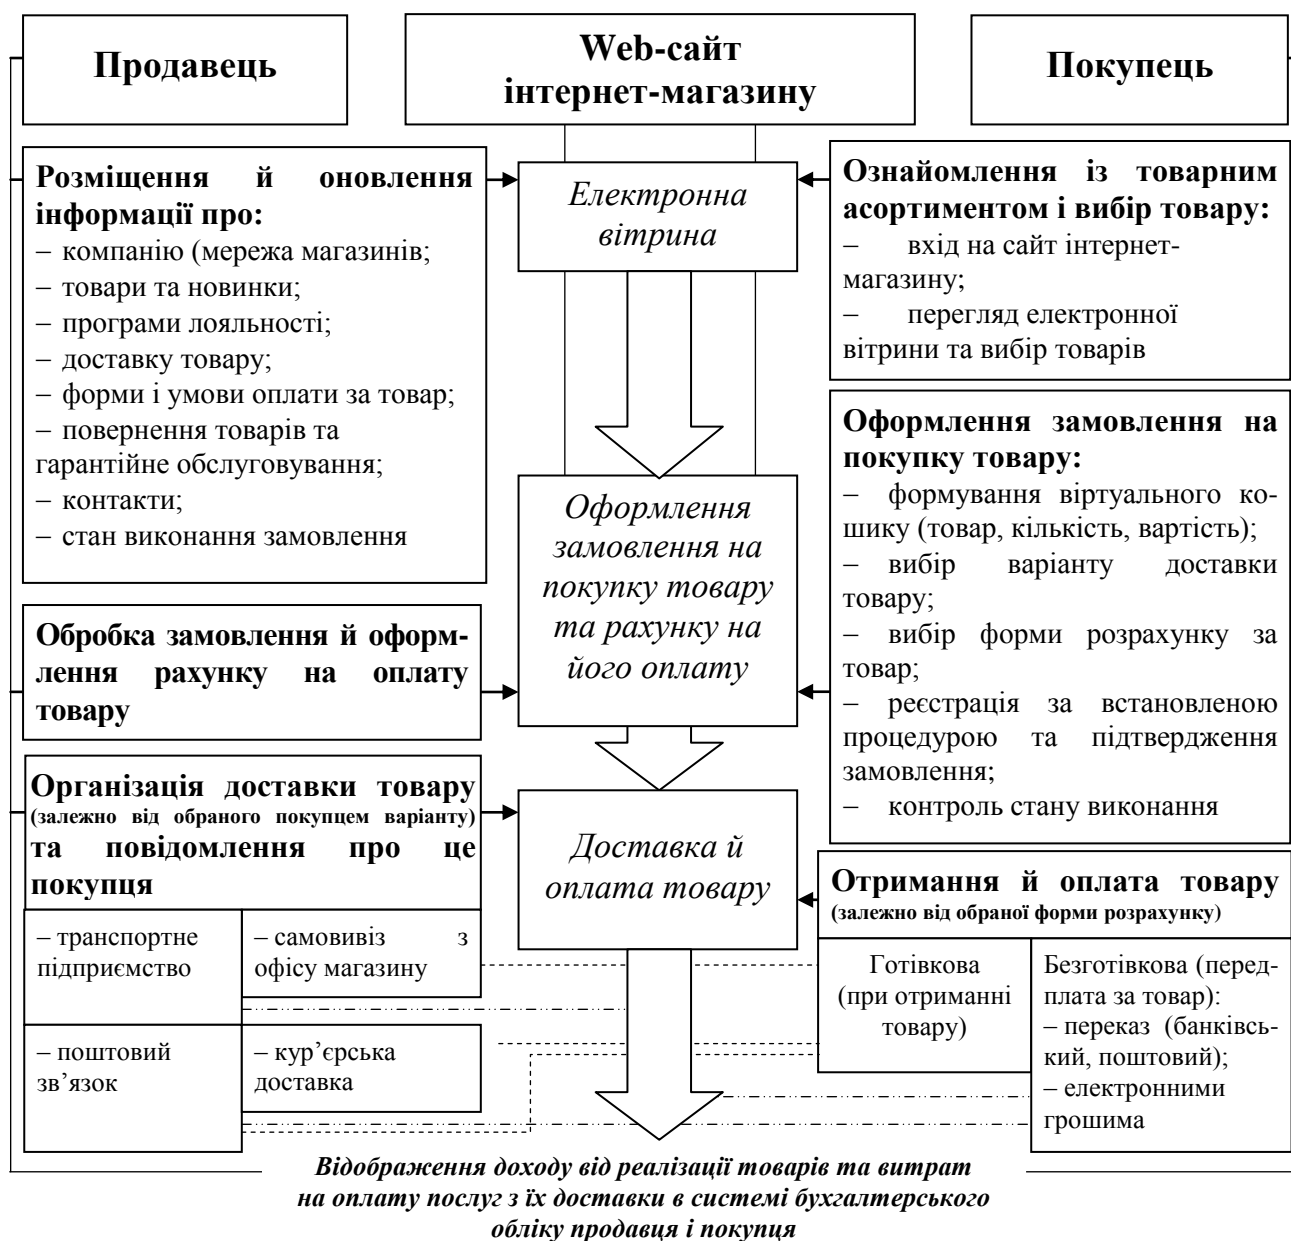 Продавець
Web-сайт
інтернет-магазину
Покупець
Розміщення й оновлення
інформації про:
– компанію (мережа магазинів;
– товари та новинки;
– програми лояльності;
– доставку товару;
– форми і умови оплати за товар;
– повернення товарів та
гарантійне обслуговування;
– контакти;
– стан виконання замовлення
Електронна
вітрина
Ознайомлення із товарним
асортиментом і вибір товару:
– вхід на сайт інтернет-
магазину;
– перегляд електронної
вітрини та вибір товарів
Обробка замовлення й оформ-
лення рахунку на оплату
товару
Оформлення
замовлення на
покупку товару
та рахунку на
його оплату
Оформлення замовлення на
покупку товару:
– формування віртуального ко-
шику (товар, кількість, вартість);
– вибір варіанту доставки
товару;
– вибір форми розрахунку за
товар;
– реєстрація за встановленою
процедурою та підтвердження
замовлення;
– контроль стану виконання
Організація доставки товару
(залежно від обраного покупцем варіанту)
та повідомлення про це
покупця
– транспортне
підприємство
– самовивіз з
офісу магазину
– поштовий
зв’язок
– кур’єрська
доставка
Доставка й
оплата товару
Отримання й оплата товару
(залежно від обраної форми розрахунку)
Готівкова
(при отриманні
товару)
Безготівкова (перед-
плата за товар):
– переказ (банківсь-
кий, поштовий);
– електронними
грошима
Відображення доходу від реалізації товарів та витрат
на оплату послуг з їх доставки в системі бухгалтерського
обліку продавця і покупця